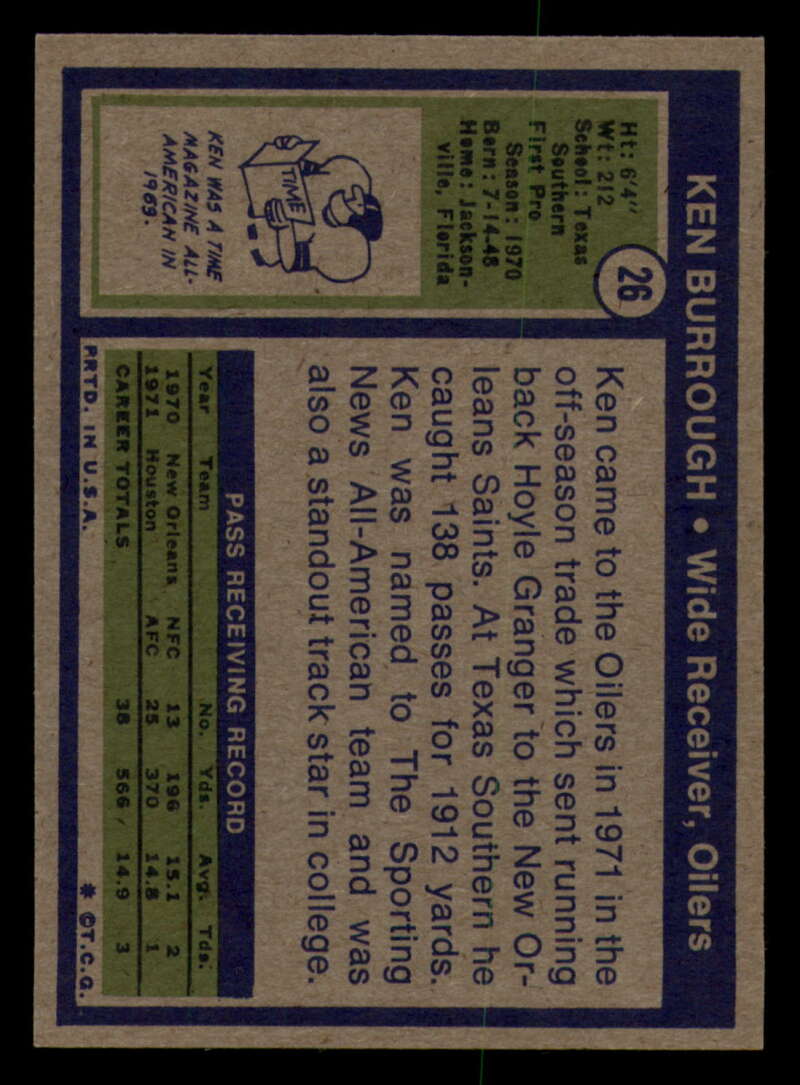 KEN BURROUGH • Wide Receiver, Oilers
26
Ht: 6'4"
Wt: 212
School: Texas
Southern
First Pro
Season: 1970
Born: 7-14-48
Home: Jackson-
ville, Florida
TIME
KEN WAS A TIME
MAGAZINE ALL-
AMERICAN IN
1969.
Ken came to the Oilers in 1971 in the
off-season trade which sent running
back Hoyle Granger to the New Or-
leans Saints. At Texas Southern he
caught 138 passes for 1912 yards.
Ken was named to The Sporting
News All-American team and was
also a standout track star in college.
PASS RECEIVING RECORD
Year Team No. Yds. Avg. Tds.
1970 New Orleans NFC 13 196 15.1 2
1971 Houston AFC 25 370 14.8 1
CAREER TOTALS 38 566 14.9 3
PRTD. IN U.S.A. * ©T.C.G.